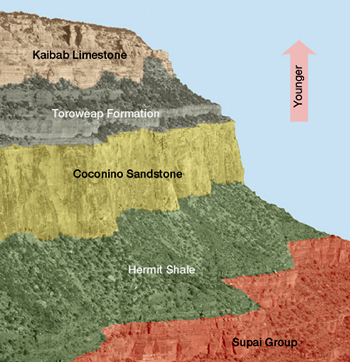 Kaibab Limestone
Younger
Toroweap Formation
Coconino Sandstone
Hermit Shale
Supai Group